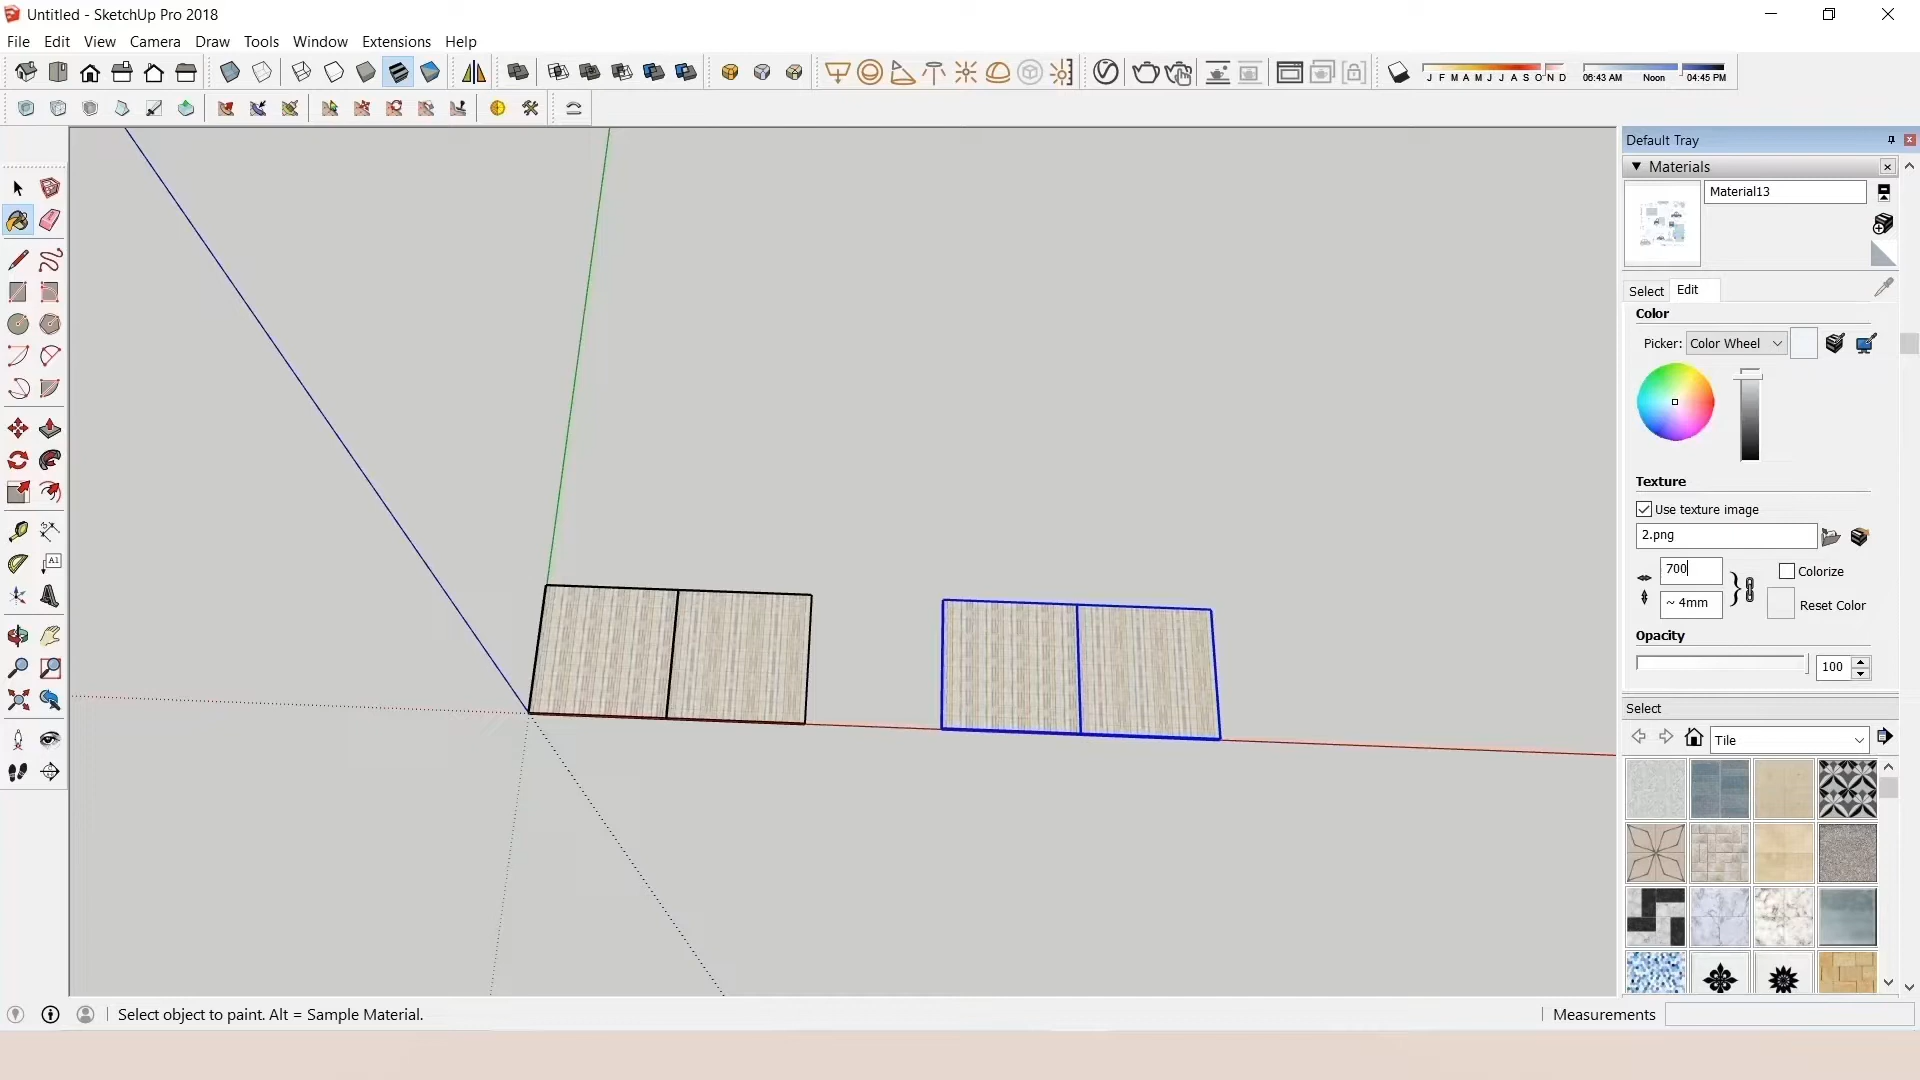 Untitled - SketchUp Pro 2018
File Edit View Camera Draw Tools Window Extensions Help
J F M A M J J A S O N D 06:43 AM Noon 04:45 PM
Default Tray
Materials
Material13
Select Edit
Color
Picker: Color Wheel
Texture
Use texture image
2.png
700
Colorize
~ 4mm
Reset Color
Opacity
100
Select
Tile
A1
Select object to paint. Alt = Sample Material.
Measurements